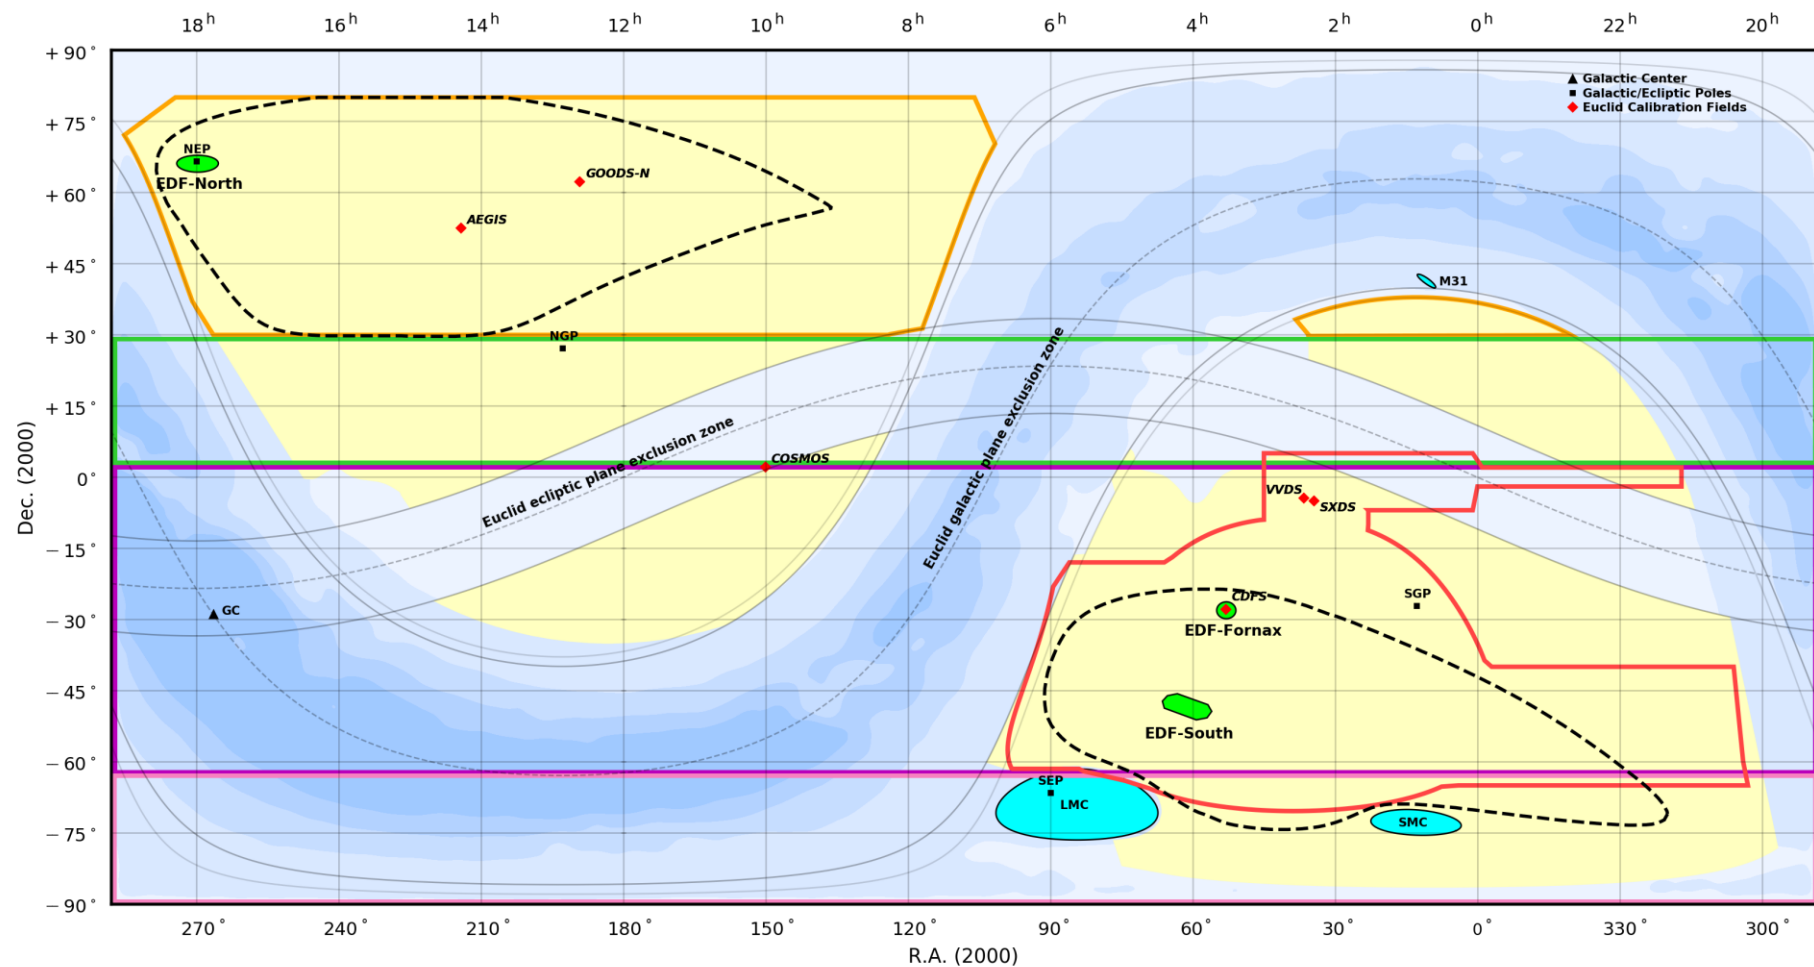 18h 16h 14h 12h 10h 8h 6h 4h 2h 0h 22h 20h
+90°
Galactic Center
Galactic/Ecliptic Poles
Euclid Calibration Fields
+75°
NEP
GOODS-N
EDF-North
+60°
AEGIS
+45°
M31
+30°
NGP
+15°
Euclid ecliptic plane exclusion zone
Euclid galactic plane exclusion zone
COSMOS
0°
VVDS
SXDS
Dec. (2000)
−15°
CDFS
SGP
GC
−30°
EDF-Fornax
−45°
EDF-South
−60°
SEP
LMC
SMC
−75°
−90°
270 240 210 180 150 120 90 60 30 0 330 300
R.A. (2000)